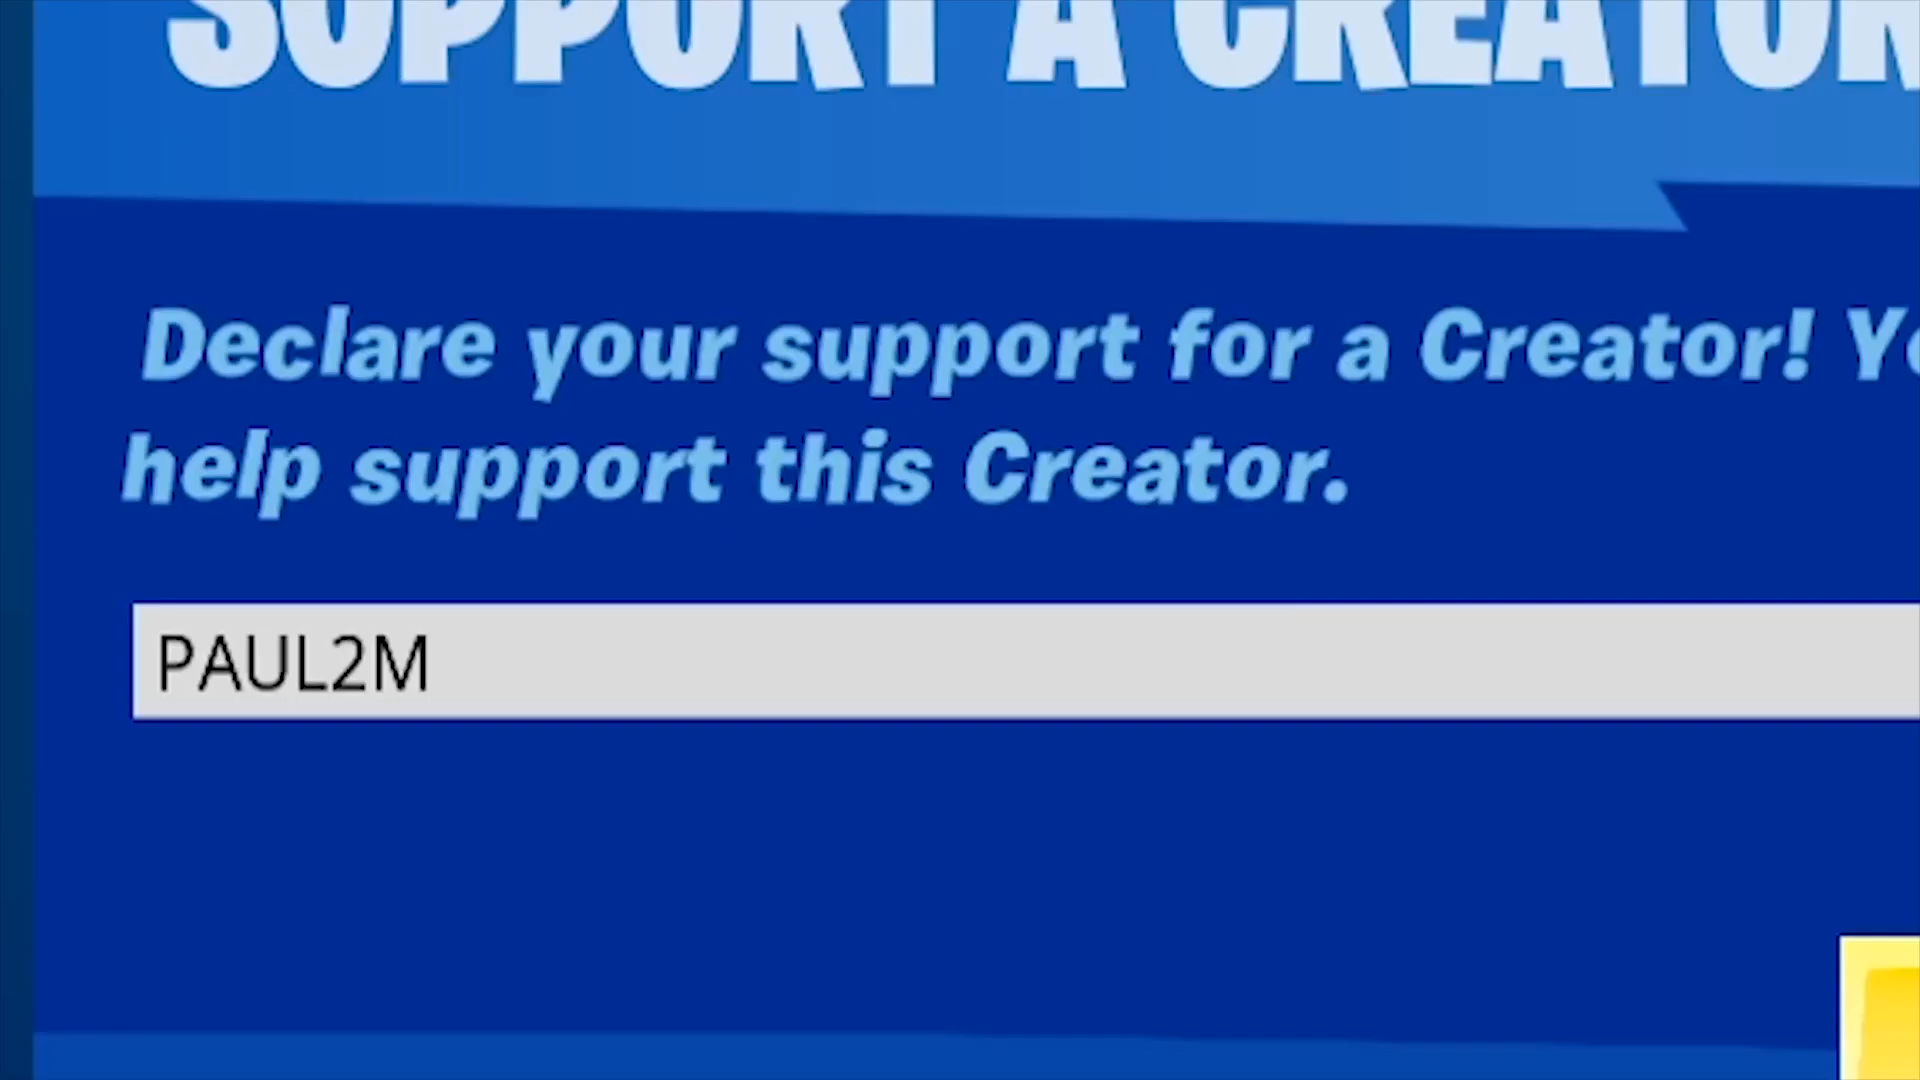 SUPPORT A CREATOR
Declare your support for a Creator!
help support this Creator.
PAUL2M